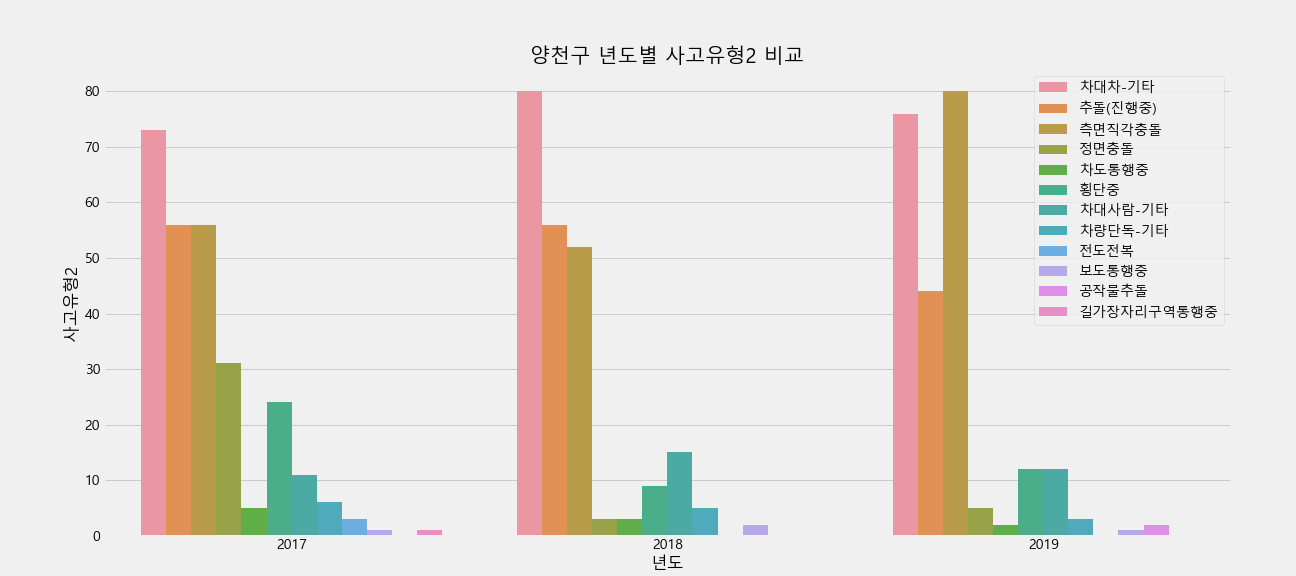 양천구 년도별 사고유형2 비교
차대차-기타
추돌(진행중)
측면직각충돌
정면충돌
차도통행중
횡단중
차대사람-기타
차량단독-기타
전도전복
보도통행중
공작물추돌
길가장자리구역통행중
사고유형2
80
70
60
50
40
30
20
10
0
2017 2018 2019
년도